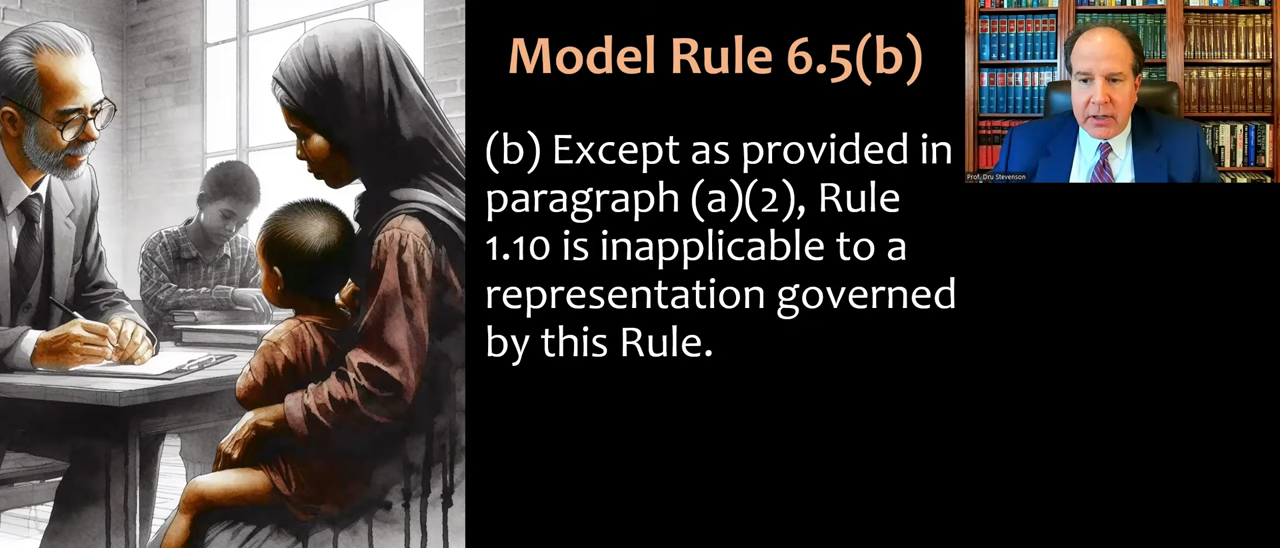 Model Rule 6.5(b)
(b) Except as provided in
paragraph (a)(2), Rule
1.10 is inapplicable to a
representation governed
by this Rule.
Prof. Dru Stevenson